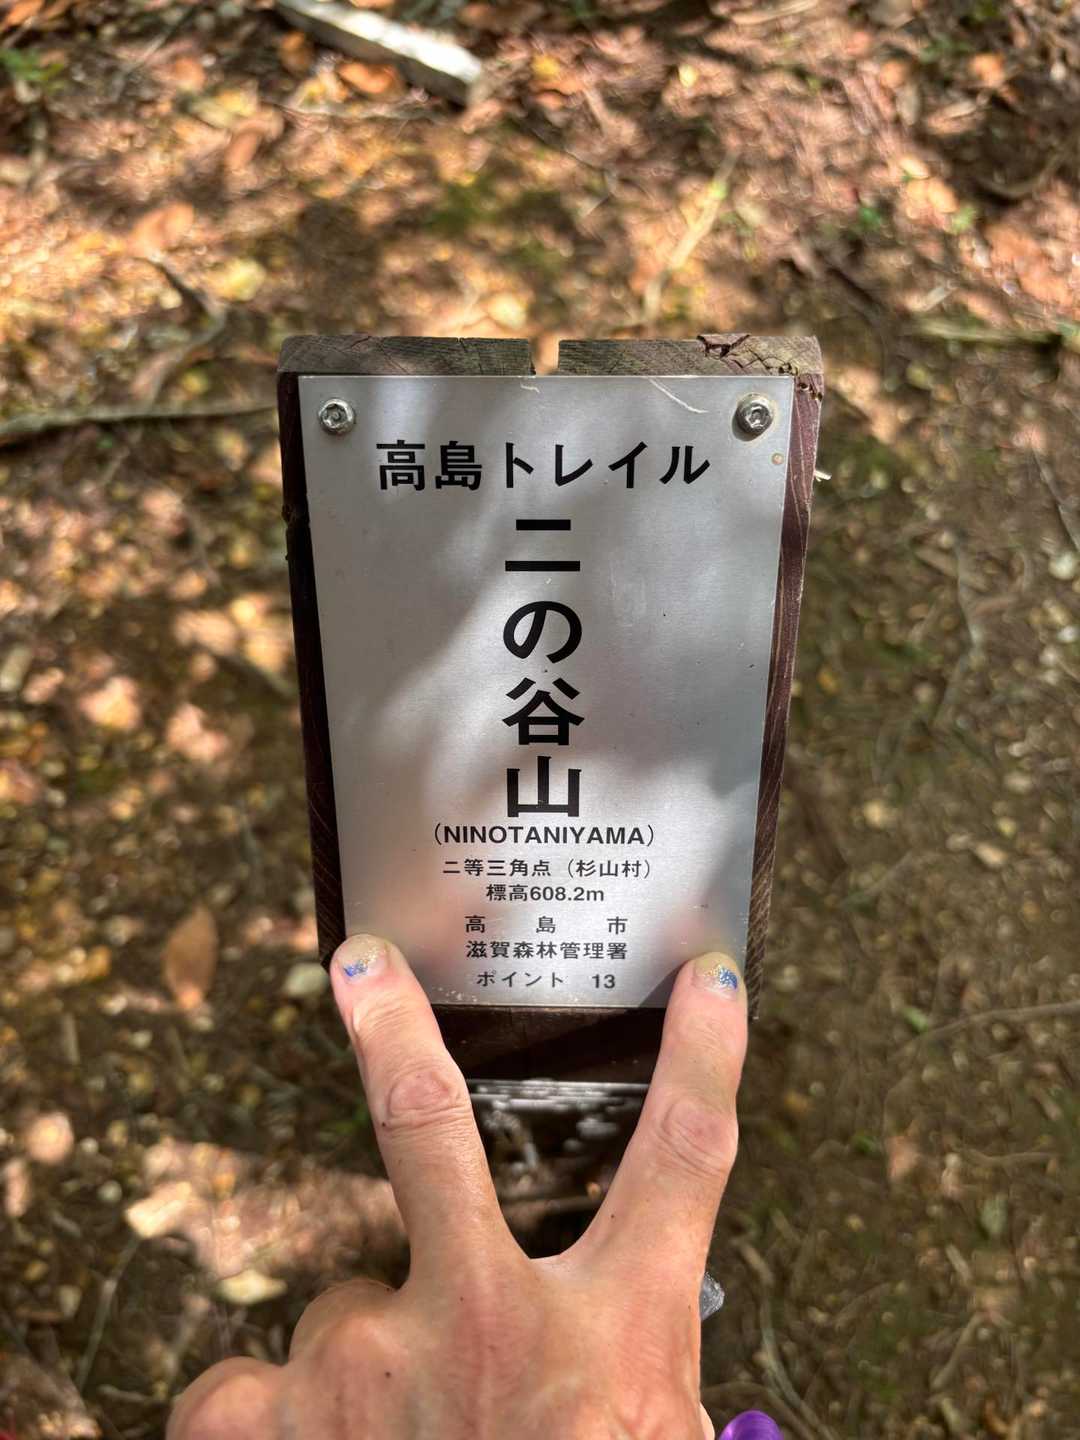 高島トレイル
二の谷山
（NINOTANIYAMA）
二等三角点（杉山村）
標高608.2m
高島市
滋賀森林管理署
ポイント 13